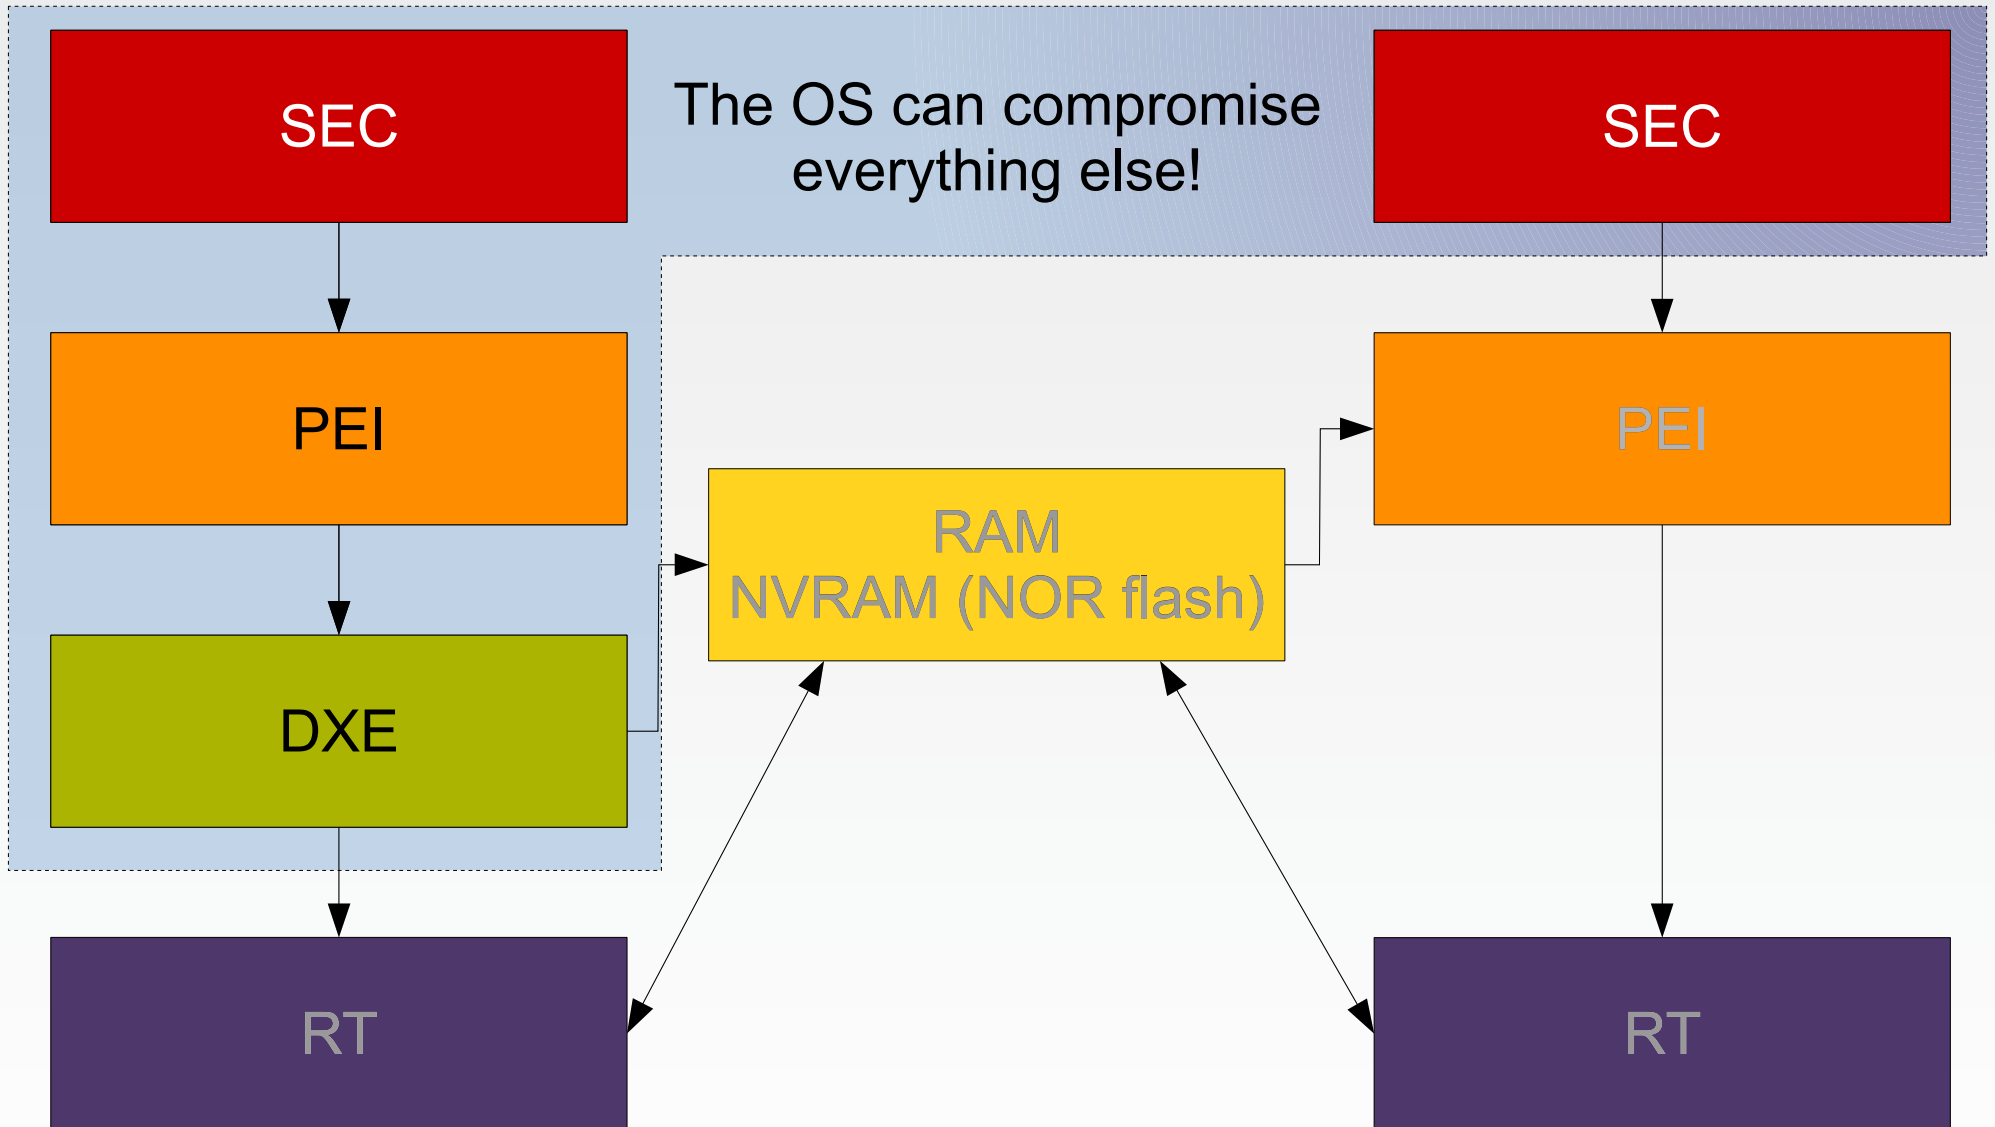 SEC
The OS can compromise
everything else!
SEC
PEI
PEI
RAM
NVRAM (NOR flash)
DXE
RT
RT